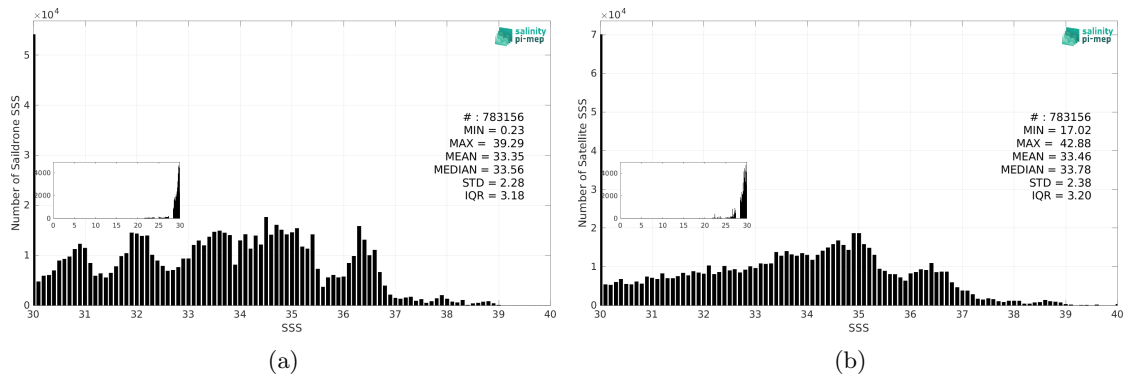 ×10⁴
5
4
3
2
1
0
Number of Saildrone SSS
salinity
pi-mep
# : 783156
MIN = 0.23
MAX = 39.29
MEAN = 33.35
MEDIAN = 33.56
STD = 2.28
IQR = 3.18
4000
2000
0
0 5 10 15 20 25 30
30 31 32 33 34 35 36 37 38 39 40
SSS
(a)
×10⁴
7
6
5
4
3
2
1
0
Number of Satellite SSS
salinity
pi-mep
# : 783156
MIN = 17.02
MAX = 42.88
MEAN = 33.46
MEDIAN = 33.78
STD = 2.38
IQR = 3.20
4000
2000
0
0 5 10 15 20 25 30
30 31 32 33 34 35 36 37 38 39 40
SSS
(b)